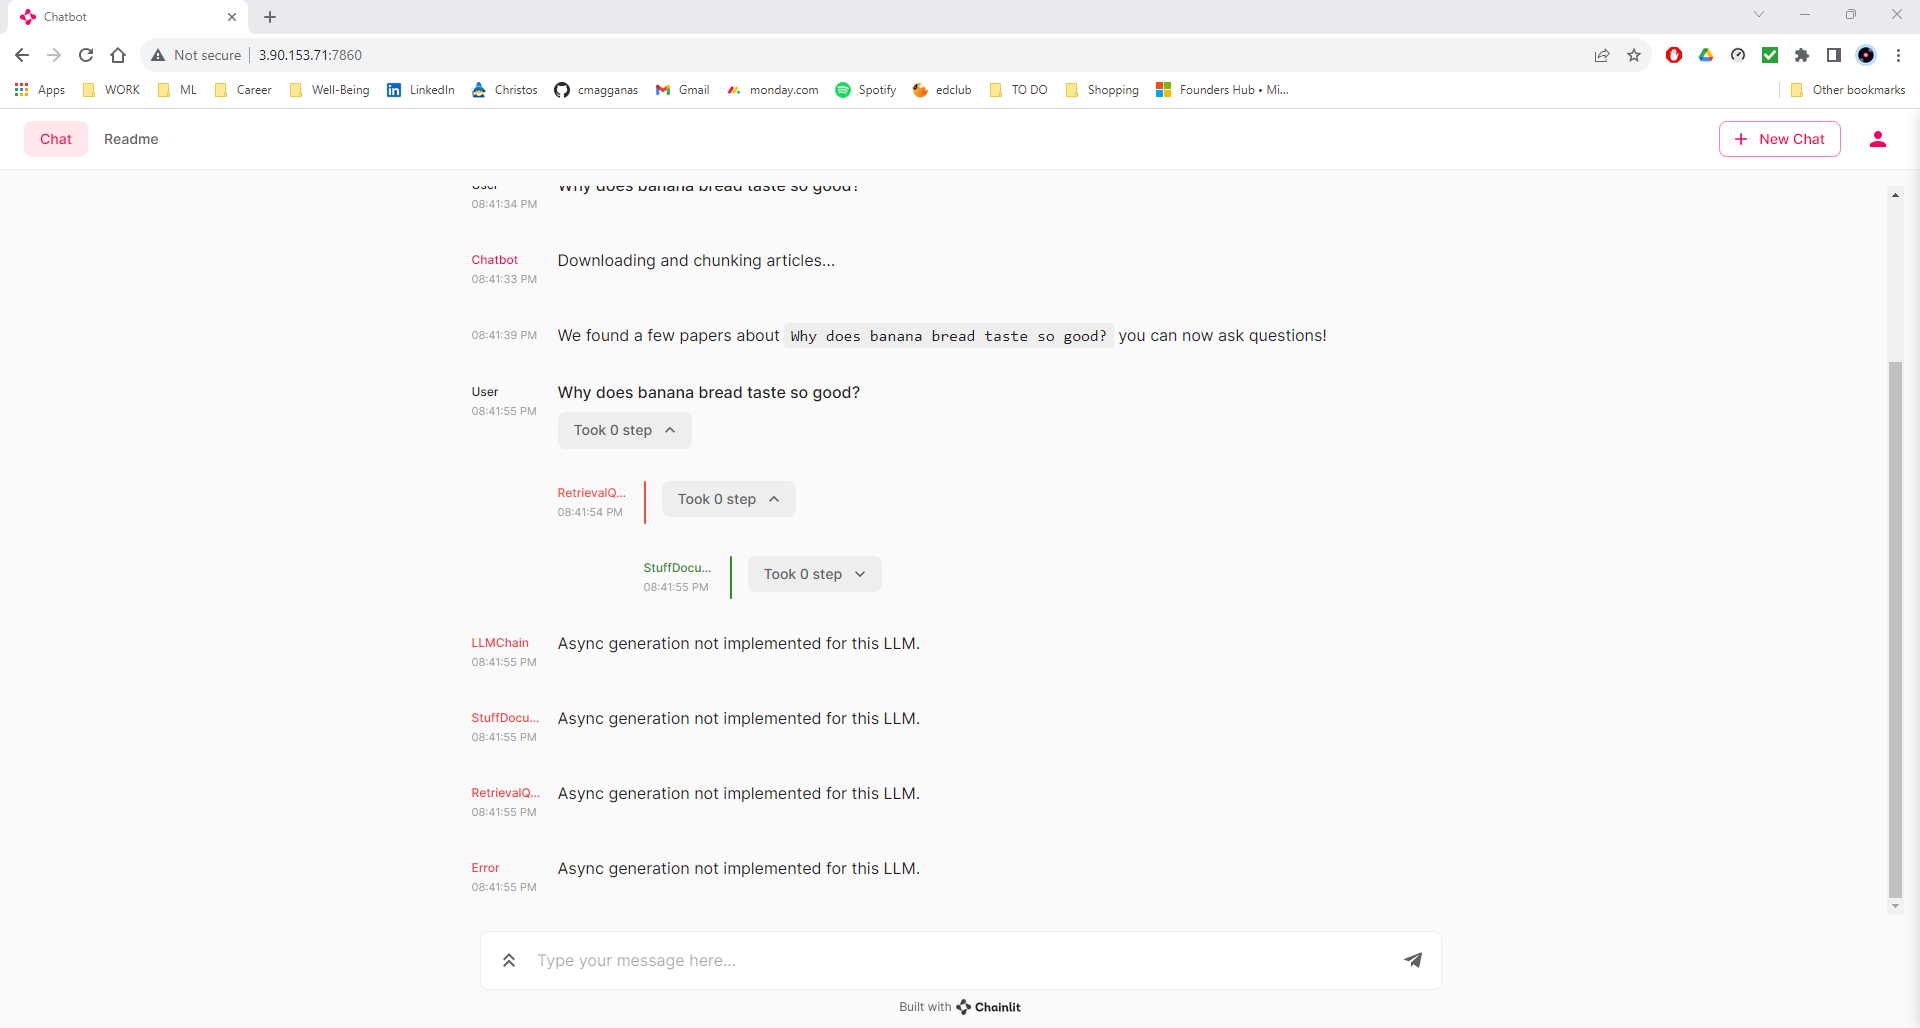 Chatbot
Not secure
3.90.153.71:7860
Apps
WORK
ML
Career
Well-Being
LinkedIn
Christos
cmagganas
Gmail
monday.com
Spotify
edclub
TO DO
Shopping
Founders Hub • Mi...
Other bookmarks
Chat
Readme
New Chat
User
Why does banana bread taste so good?
08:41:34 PM
Chatbot
Downloading and chunking articles...
08:41:33 PM
08:41:39 PM
We found a few papers about Why does banana bread taste so good? you can now ask questions!
User
Why does banana bread taste so good?
08:41:55 PM
Took 0 step
RetrievalQ...
Took 0 step
08:41:54 PM
StuffDocu...
Took 0 step
08:41:55 PM
LLMChain
Async generation not implemented for this LLM.
08:41:55 PM
StuffDocu...
Async generation not implemented for this LLM.
08:41:55 PM
RetrievalQ...
Async generation not implemented for this LLM.
08:41:55 PM
Error
Async generation not implemented for this LLM.
08:41:55 PM
Type your message here...
Built with Chainlit